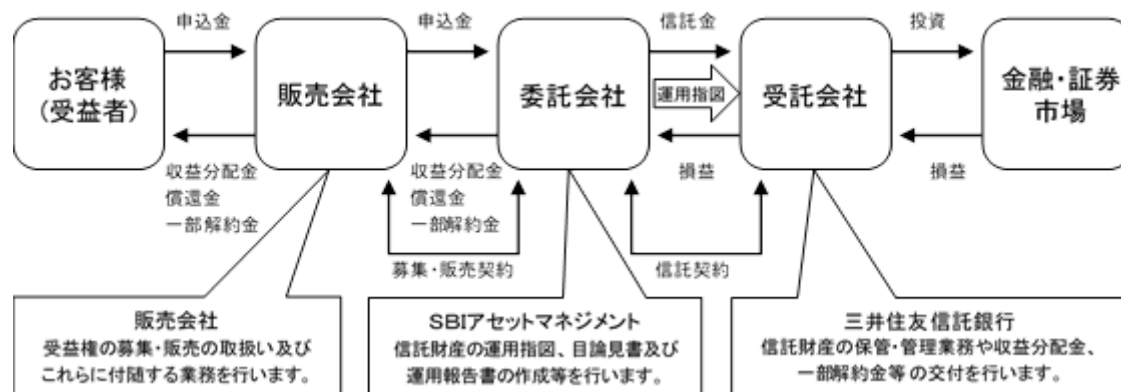 申込金
申込金
信託金
投資
お客様
(受益者)
販売会社
委託会社
運用指図
受託会社
金融・証券
市場
収益分配金
償還金
一部解約金
収益分配金
償還金
一部解約金
損益
損益
募集・販売契約
信託契約
販売会社
受益権の募集・販売の取扱い及び
これらに付随する業務を行います。
SBIアセットマネジメント
信託財産の運用指図、目論見書及び
運用報告書の作成等を行います。
三井住友信託銀行
信託財産の保管・管理業務や収益分配金、
一部解約金等の交付を行います。